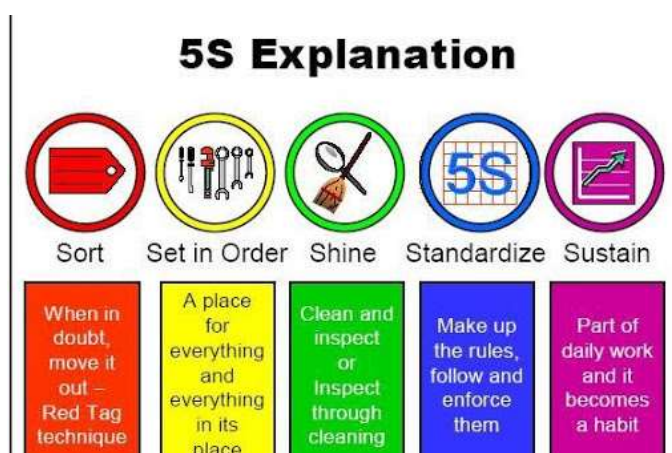 5S Explanation
5S
Sort
Set in Order
Shine
Standardize
Sustain
When in
doubt,
move it
out –
Red Tag
technique
A place
for
everything
and
everything
in its
place
Clean and
inspect
or
Inspect
through
cleaning
Make up
the rules,
follow and
enforce
them
Part of
daily work
and it
becomes
a habit